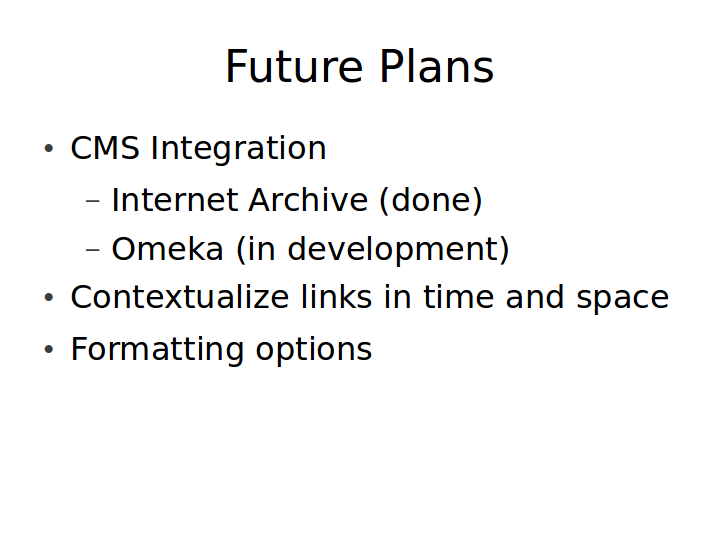 Future Plans
• CMS Integration
– Internet Archive (done)
– Omeka (in development)
• Contextualize links in time and space
• Formatting options